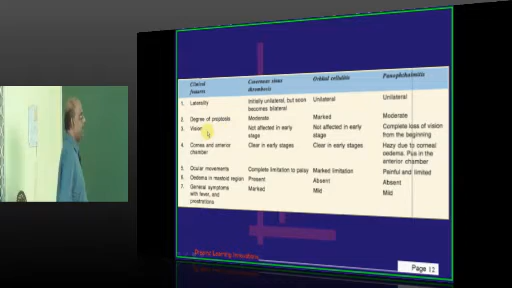 Clinical features Cavernous sinus thrombosis Orbital cellulitis Panophthalmitis
1. Laterality Initially unilateral, but soon becomes bilateral Unilateral Unilateral
2. Degree of proptosis Moderate Marked Moderate
3. Vision Not affected in early stage Not affected in early stage Complete loss of vision from the beginning
4. Cornea and anterior chamber Clear in early stages Clear in early stages Hazy due to corneal oedema. Pus in the anterior chamber
5. Ocular movements Complete limitation to palsy Marked limitation Painful and limited
6. Oedema in mastoid region Present Absent Absent
7. General symptoms with fever, and prostrations Marked Mild Mild
Organic Learning Innovations
Page 12